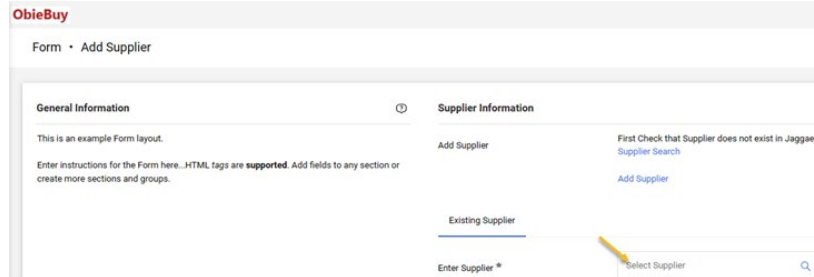 ObieBuy
Form • Add Supplier
General Information
This is an example Form layout.
Enter instructions for the Form here...HTML tags are supported. Add fields to any section or
create more sections and groups.
Supplier Information
Add Supplier
First Check that Supplier does not exist in Jaggae
Supplier Search
Add Supplier
Existing Supplier
Enter Supplier *
Select Supplier